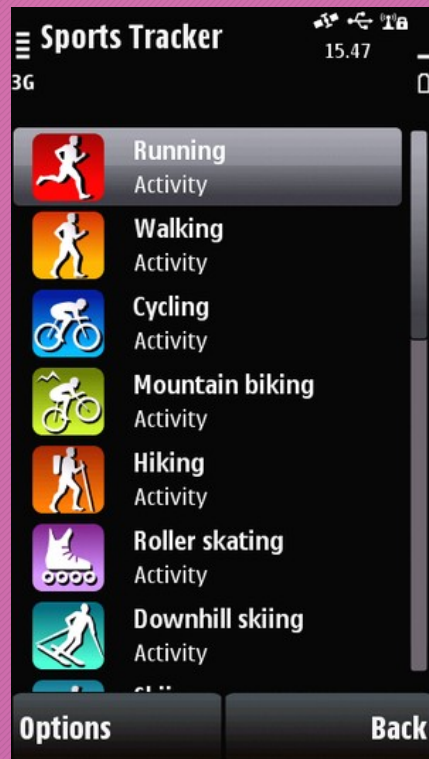 Sports Tracker
15.47
3G
Running
Activity
Walking
Activity
Cycling
Activity
Mountain biking
Activity
Hiking
Activity
Roller skating
Activity
Downhill skiing
Activity
Options
Back